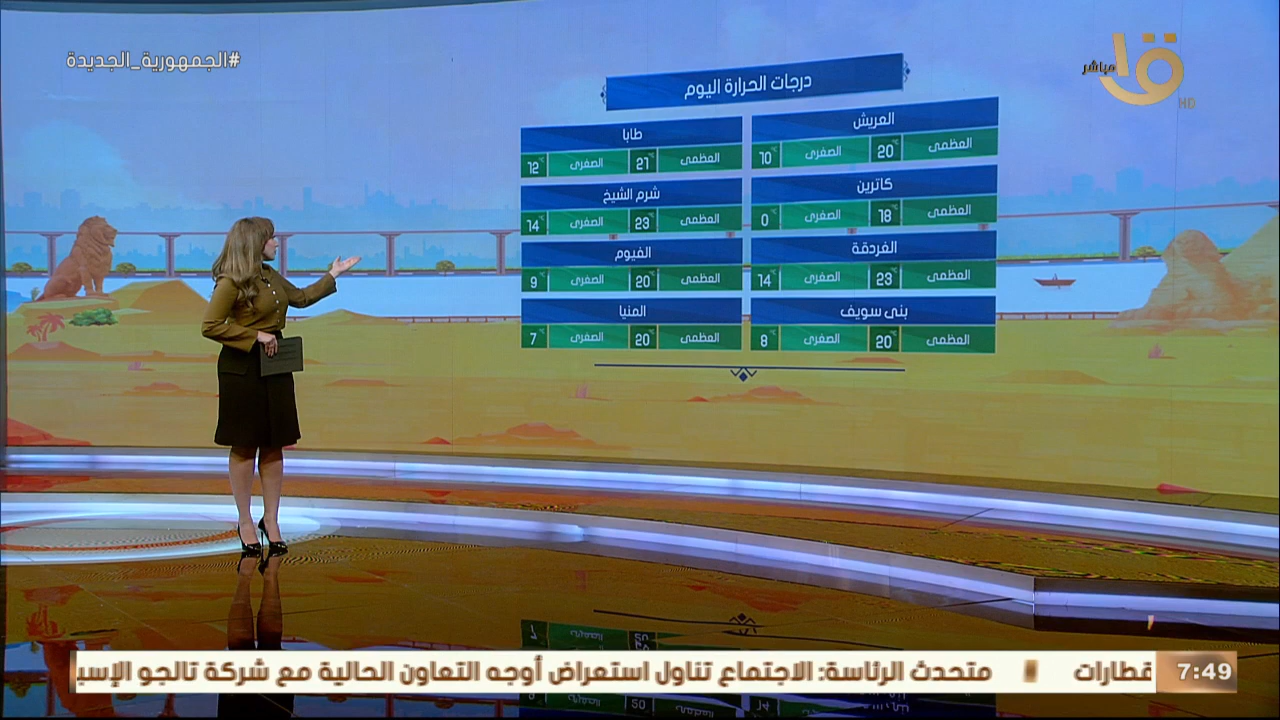 #الجمهورية_الجديدة
مباشر
HD
درجات الحرارة اليوم
العريش
العظمى 20 °C الصغرى 10 °C
طابا
العظمى 21 °C الصغرى 12 °C
كاترين
العظمى 18 °C الصغرى 0 °C
شرم الشيخ
العظمى 23 °C الصغرى 14 °C
الغردقة
العظمى 23 °C الصغرى 14 °C
الفيوم
العظمى 20 °C الصغرى 9 °C
بنى سويف
العظمى 20 °C الصغرى 8 °C
المنيا
العظمى 20 °C الصغرى 7 °C
7:49 قطارات متحدث الرئاسة: الاجتماع تناول استعراض أوجه التعاون الحالية مع شركة تالجو الإسب